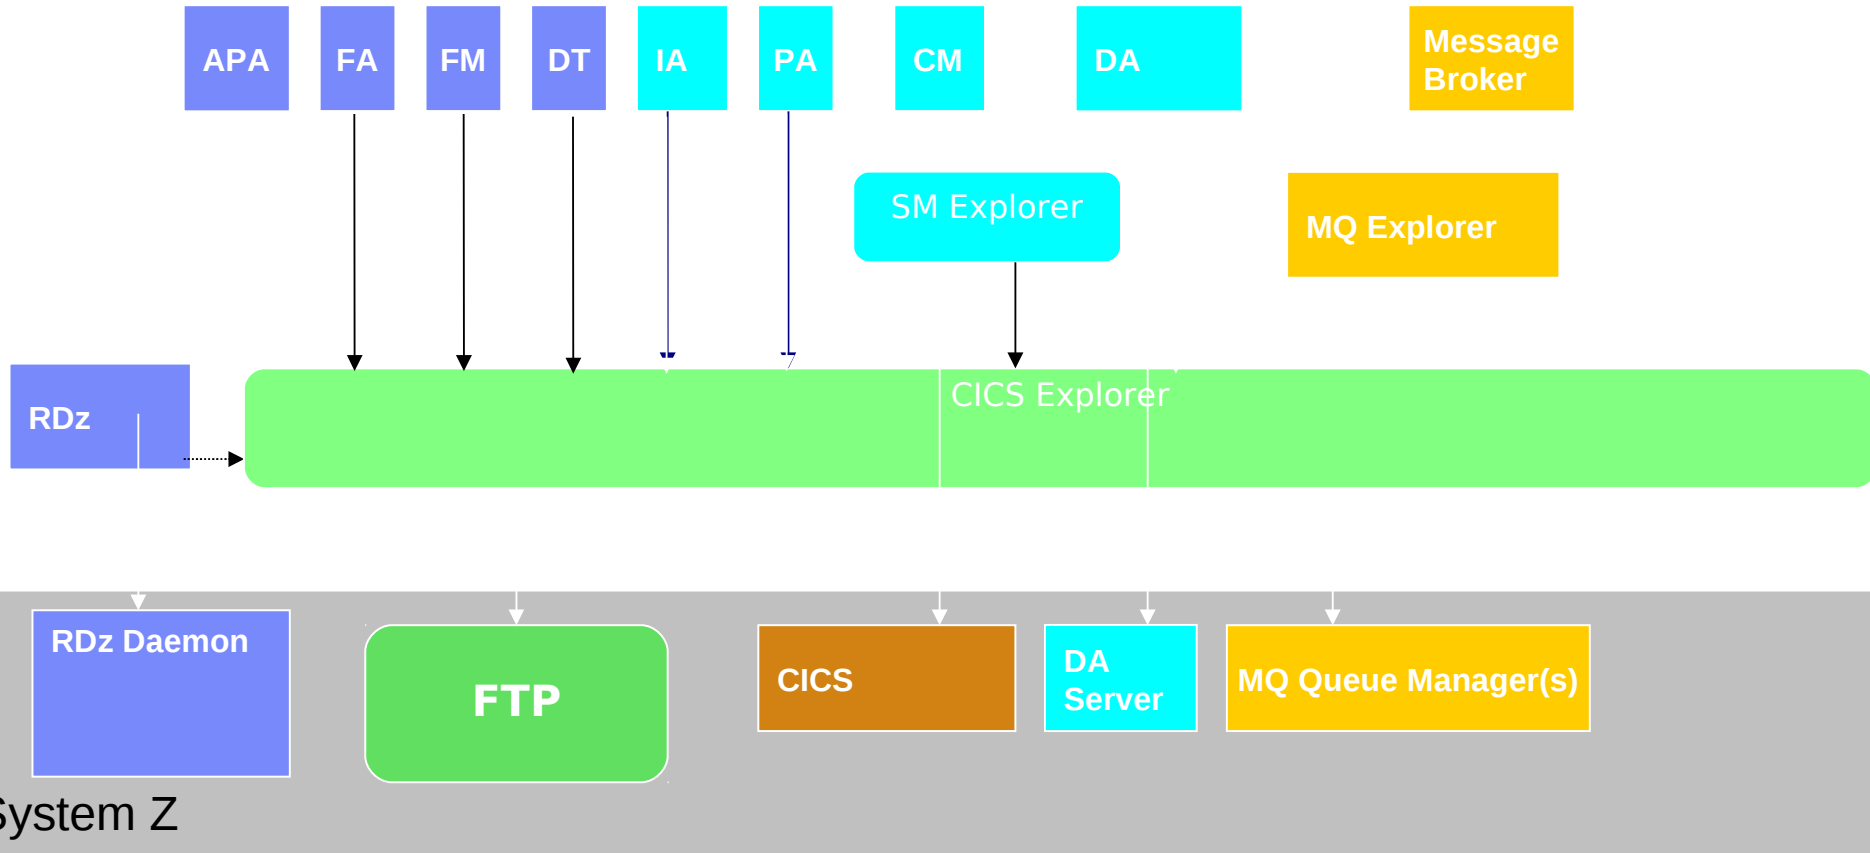 APA
FA
FM
DT
IA
PA
CM
DA
Message
Broker
SM Explorer
MQ Explorer
RDz
CICS Explorer
RDz Daemon
FTP
CICS
DA
Server
MQ Queue Manager(s)
System Z